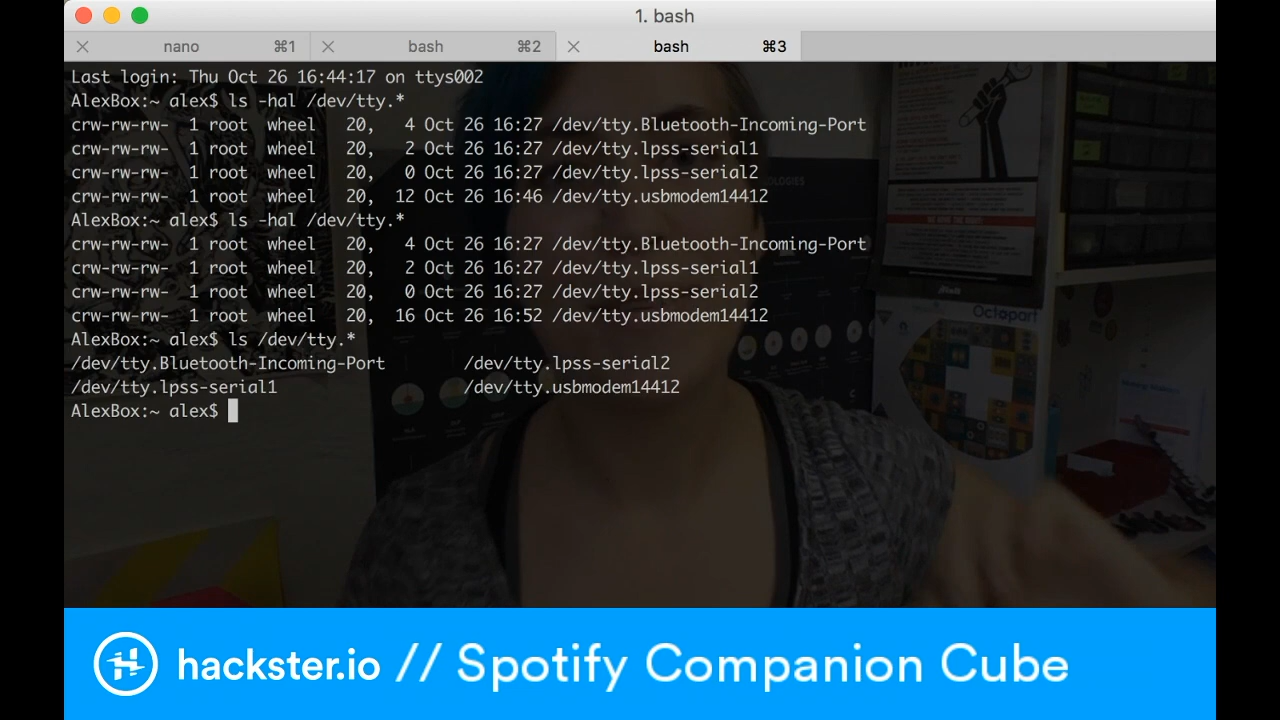 1. bash
nano ⌘1 bash ⌘2 bash ⌘3
Last login: Thu Oct 26 16:44:17 on ttys002
AlexBox:~ alex$ ls -hal /dev/tty.*
crw-rw-rw- 1 root wheel 20, 4 Oct 26 16:27 /dev/tty.Bluetooth-Incoming-Port
crw-rw-rw- 1 root wheel 20, 2 Oct 26 16:27 /dev/tty.lpss-serial1
crw-rw-rw- 1 root wheel 20, 0 Oct 26 16:27 /dev/tty.lpss-serial2
crw-rw-rw- 1 root wheel 20, 12 Oct 26 16:46 /dev/tty.usbmodem14412
AlexBox:~ alex$ ls -hal /dev/tty.*
crw-rw-rw- 1 root wheel 20, 4 Oct 26 16:27 /dev/tty.Bluetooth-Incoming-Port
crw-rw-rw- 1 root wheel 20, 2 Oct 26 16:27 /dev/tty.lpss-serial1
crw-rw-rw- 1 root wheel 20, 0 Oct 26 16:27 /dev/tty.lpss-serial2
crw-rw-rw- 1 root wheel 20, 16 Oct 26 16:52 /dev/tty.usbmodem14412
AlexBox:~ alex$ ls /dev/tty.*
/dev/tty.Bluetooth-Incoming-Port /dev/tty.lpss-serial2
/dev/tty.lpss-serial1 /dev/tty.usbmodem14412
AlexBox:~ alex$
Octopart
hackster.io // Spotify Companion Cube